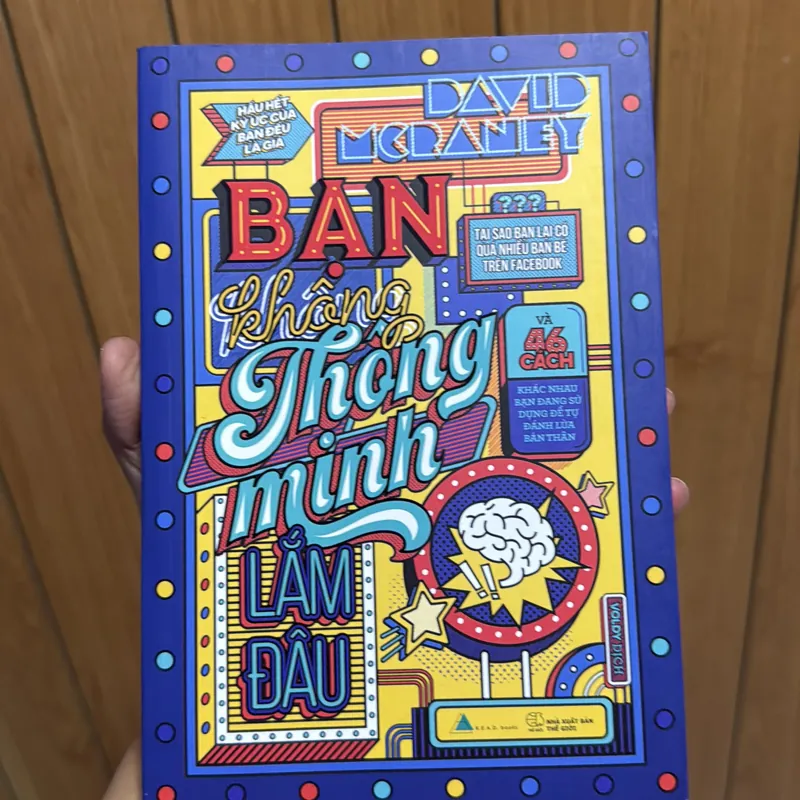 HẦU HẾT
KÝ ỨC CỦA
BẠN ĐỀU
LÀ GIẢ
DAVID
MCRANEY
BẠN
không
Thông
minh
LẮM
ĐÂU
???
TẠI SAO BẠN LẠI CÓ
QUÁ NHIỀU BẠN BÈ
TRÊN FACEBOOK
VÀ
46
CÁCH
KHÁC NHAU
BẠN ĐANG SỬ
DỤNG ĐỂ TỰ
ĐÁNH LỪA
BẢN THÂN
!!
VOLDY DỊCH
A
R.E.A.D. books
NHÀ XUẤT BẢN
THẾ GIỚI